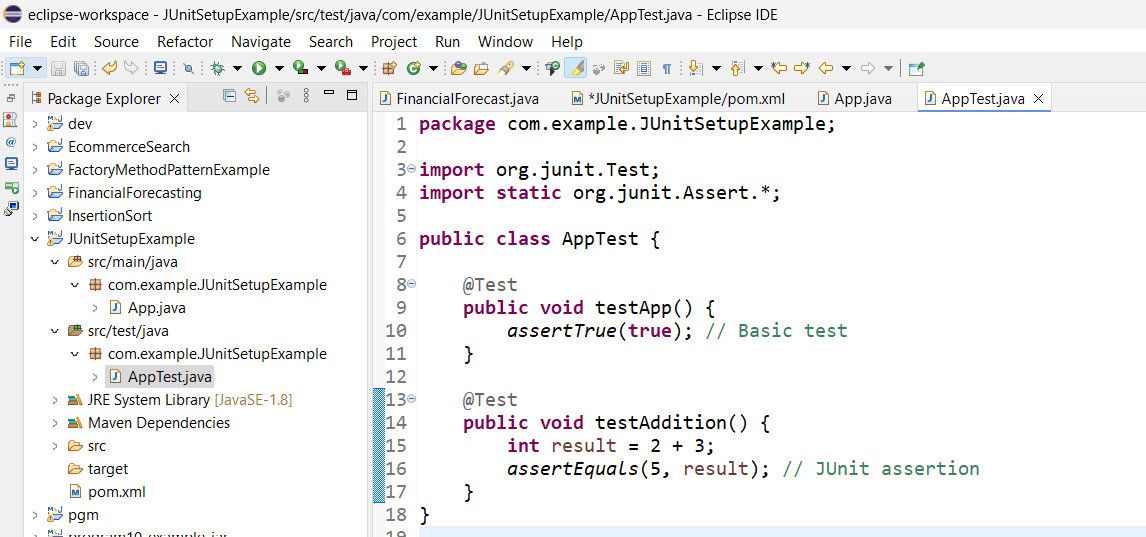 eclipse-workspace - JUnitSetupExample/src/test/java/com/example/JUnitSetupExample/AppTest.java - Eclipse IDE
File Edit Source Refactor Navigate Search Project Run Window Help
Package Explorer
dev
EcommerceSearch
FactoryMethodPatternExample
FinancialForecasting
InsertionSort
JUnitSetupExample
src/main/java
com.example.JUnitSetupExample
App.java
src/test/java
com.example.JUnitSetupExample
AppTest.java
JRE System Library [JavaSE-1.8]
Maven Dependencies
src
target
pom.xml
pgm
FinancialForecast.java *JUnitSetupExample/pom.xml App.java AppTest.java
1 package com.example.JUnitSetupExample;
2
3 import org.junit.Test;
4 import static org.junit.Assert.*;
5
6 public class AppTest {
7
8 @Test
9 public void testApp() {
10 assertTrue(true); // Basic test
11 }
12
13 @Test
14 public void testAddition() {
15 int result = 2 + 3;
16 assertEquals(5, result); // JUnit assertion
17 }
18 }
19